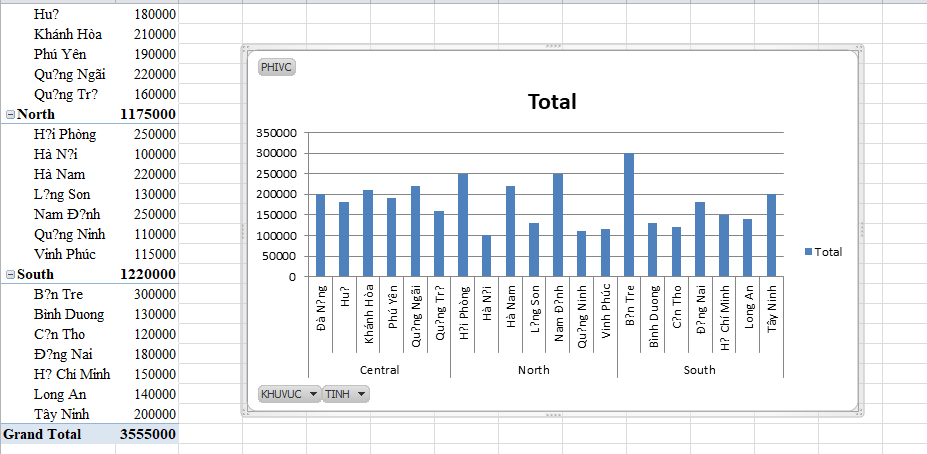 Hu? 180000
Khánh Hòa 210000
Phú Yên 190000
Qu?ng Ngãi 220000
Qu?ng Tr? 160000
North 1175000
H?i Phòng 250000
Hà N?i 100000
Hà Nam 220000
L?ng Son 130000
Nam Ð?nh 250000
Qu?ng Ninh 110000
Vinh Phúc 115000
South 1220000
B?n Tre 300000
Bình Duong 130000
C?n Tho 120000
Ð?ng Nai 180000
H? Chí Minh 150000
Long An 140000
Tây Ninh 200000
Grand Total 3555000
PHIVC
Total
350000
300000
250000
200000
150000
100000
50000
0
Ðà N?ng
Hu?
Khánh Hòa
Phú Yên
Qu?ng Ngãi
Qu?ng Tr?
H?i Phòng
Hà N?i
Hà Nam
L?ng Son
Nam Ð?nh
Qu?ng Ninh
Vinh Phúc
B?n Tre
Bình Duong
C?n Tho
Ð?ng Nai
H? Chí Minh
Long An
Tây Ninh
Central
North
South
Total
KHUVUC
TINH